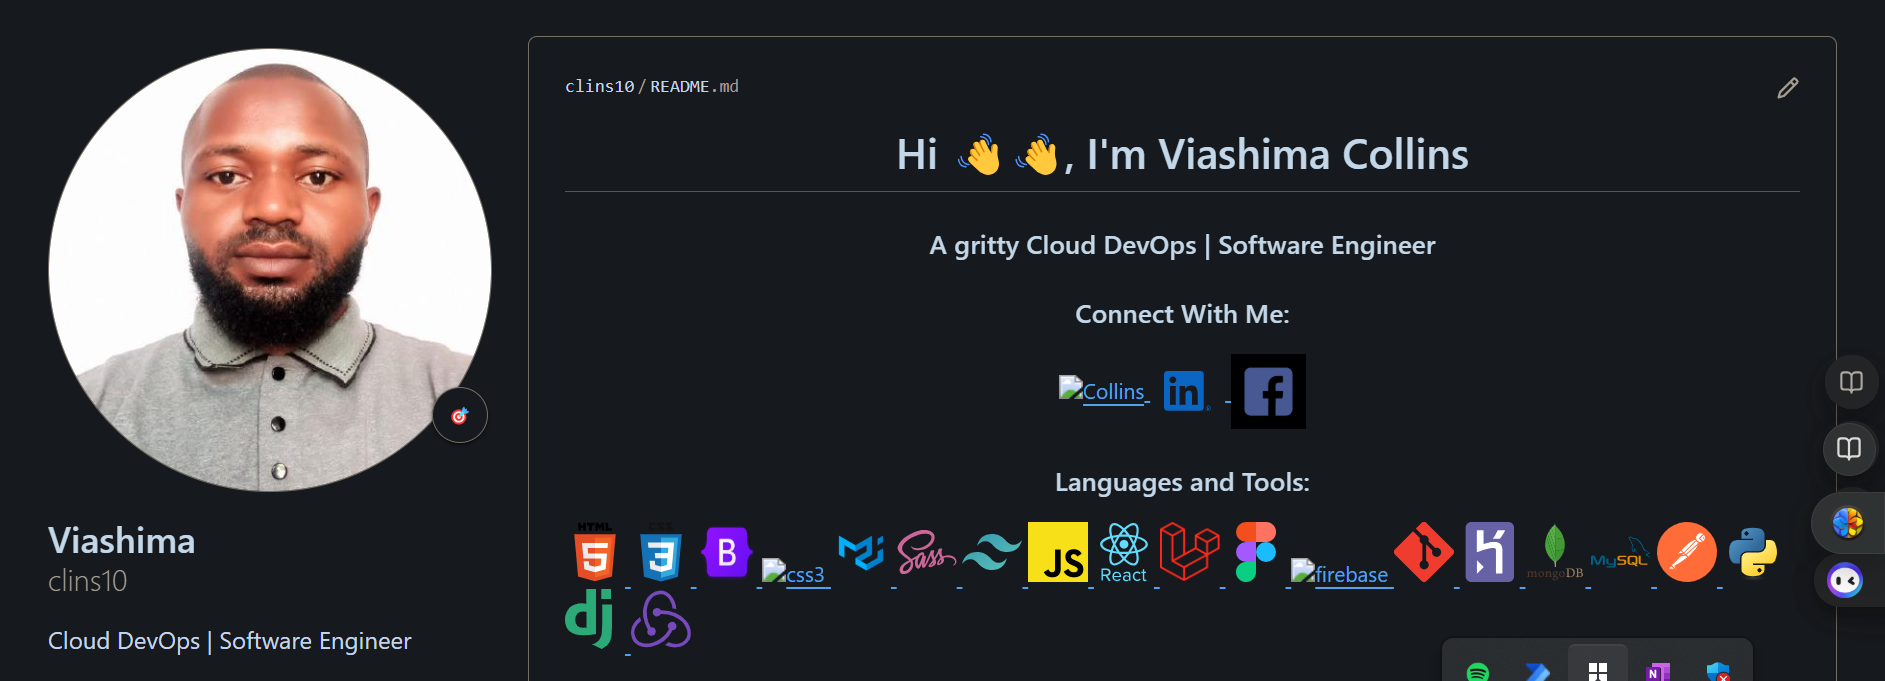 clins10/README.md
Hi 👋 👋, I'm Viashima Collins
A gritty Cloud DevOps | Software Engineer
Connect With Me:
Collins
in
f
Languages and Tools:
HTML
5
CSS
3
B
css3
Sass
JS
React
firebase
mongoDB
MySQL
dj
Viashima
clins10
Cloud DevOps | Software Engineer
N